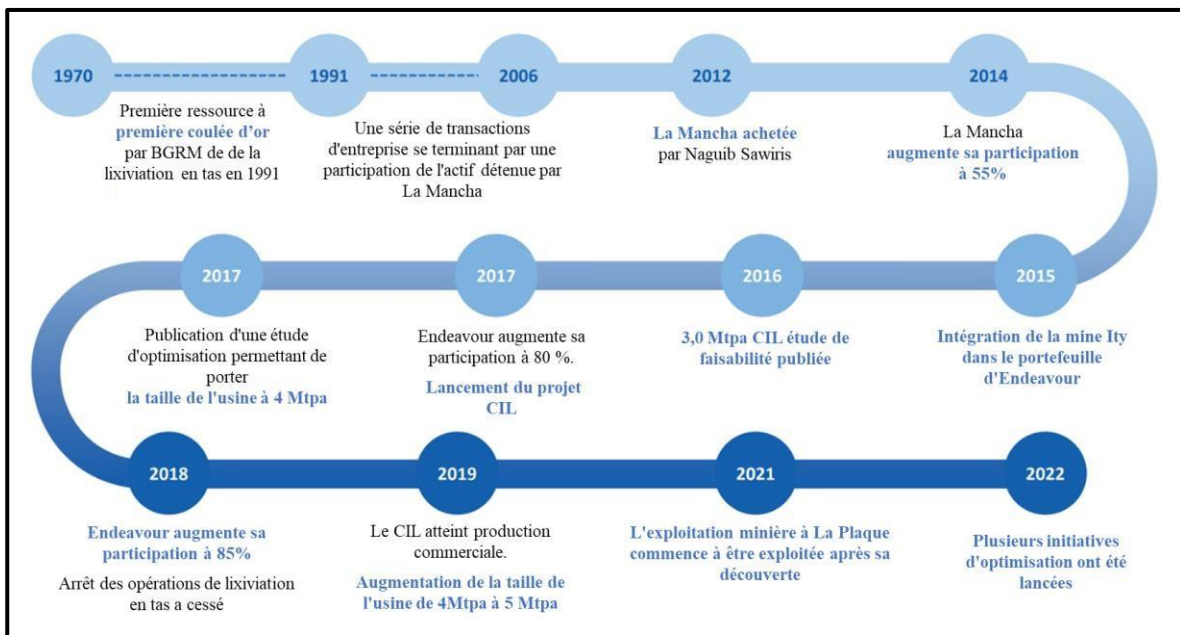 1970
1991
2006
2012
2014
Première ressource à
première coulée d'or
par BGRM de de la
lixiviation en tas en 1991
Une série de transactions
d'entreprise se terminant par une
participation de l'actif détenue par
La Mancha
La Mancha achetée
par Naguib Sawiris
La Mancha
augmente sa participation
à 55%
2017
2017
2016
2015
Publication d'une étude
d'optimisation permettant de
porter
la taille de l'usine à 4 Mtpa
Endeavour augmente sa
participation à 80 %.
Lancement du projet
CIL
3,0 Mtpa CIL étude de
faisabilité publiée
Intégration de la mine Ity
dans le portefeuille
d'Endeavour
2018
2019
2021
2022
Endeavour augmente sa
participation à 85%
Arrêt des opérations de lixiviation
en tas a cessé
Le CIL atteint production
commerciale.
Augmentation de la taille de
l'usine de 4Mtpa à 5 Mtpa
L'exploitation minière à La Plaque
commence à être exploitée après sa
découverte
Plusieurs initiatives
d'optimisation ont été
lancées